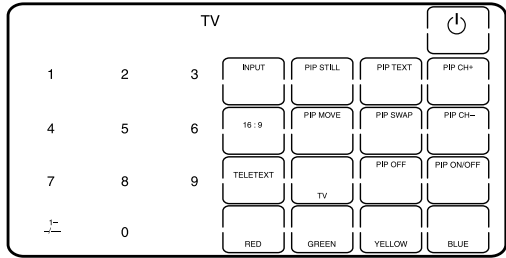 TV
1 2 3 INPUT PIP STILL PIP TEXT PIP CH+
4 5 6 16 : 9 PIP MOVE PIP SWAP PIP CH–
7 8 9 TELETEXT TV PIP OFF PIP ON/OFF
1– -/-- 0 RED GREEN YELLOW BLUE